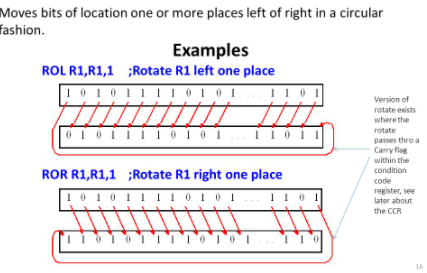 Moves bits of location one or more places left of right in a circular
fashion.
Examples
ROL R1,R1,1 ;Rotate R1 left one place
1 0 1 0 1 1 1 1 0 1 0 1 . . . 1 1 0 1
0 1 0 1 1 1 1 0 1 0 1 . . . 1 1 0 1 1
ROR R1,R1,1 ;Rotate R1 right one place
1 0 1 0 1 1 1 1 0 1 0 1 . . . 1 1 0 1
1 1 0 1 0 1 1 1 1 0 1 0 1 . . . 1 1 0
Version of
rotate exists
where the
rotate
passes thro a
Carry flag
within the
condition
code
register, see
later about
the CCR
16